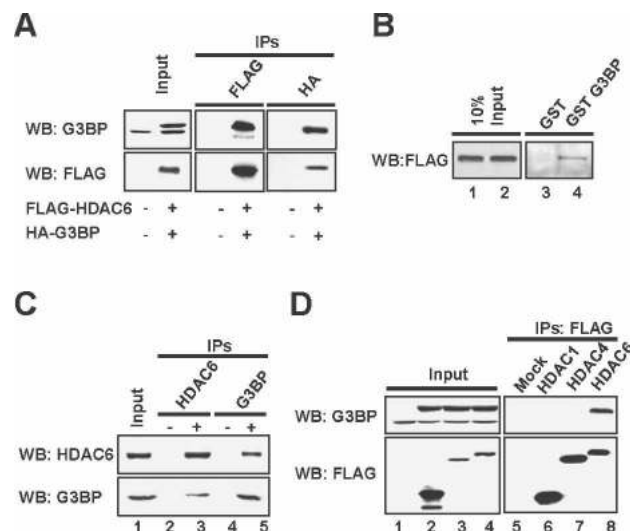 A
IPs
Input
FLAG
HA
WB: G3BP
WB: FLAG
FLAG-HDAC6 - + - + - +
HA-G3BP - + - + - +
B
10%
Input
GST
GST G3BP
WB:FLAG
1 2 3 4
C
IPs
Input
HDAC6
G3BP
- + - +
WB: HDAC6
WB: G3BP
1 2 3 4 5
D
IPs: FLAG
Input
Mock
HDAC1
HDAC4
HDAC6
WB: G3BP
WB: FLAG
1 2 3 4 5 6 7 8